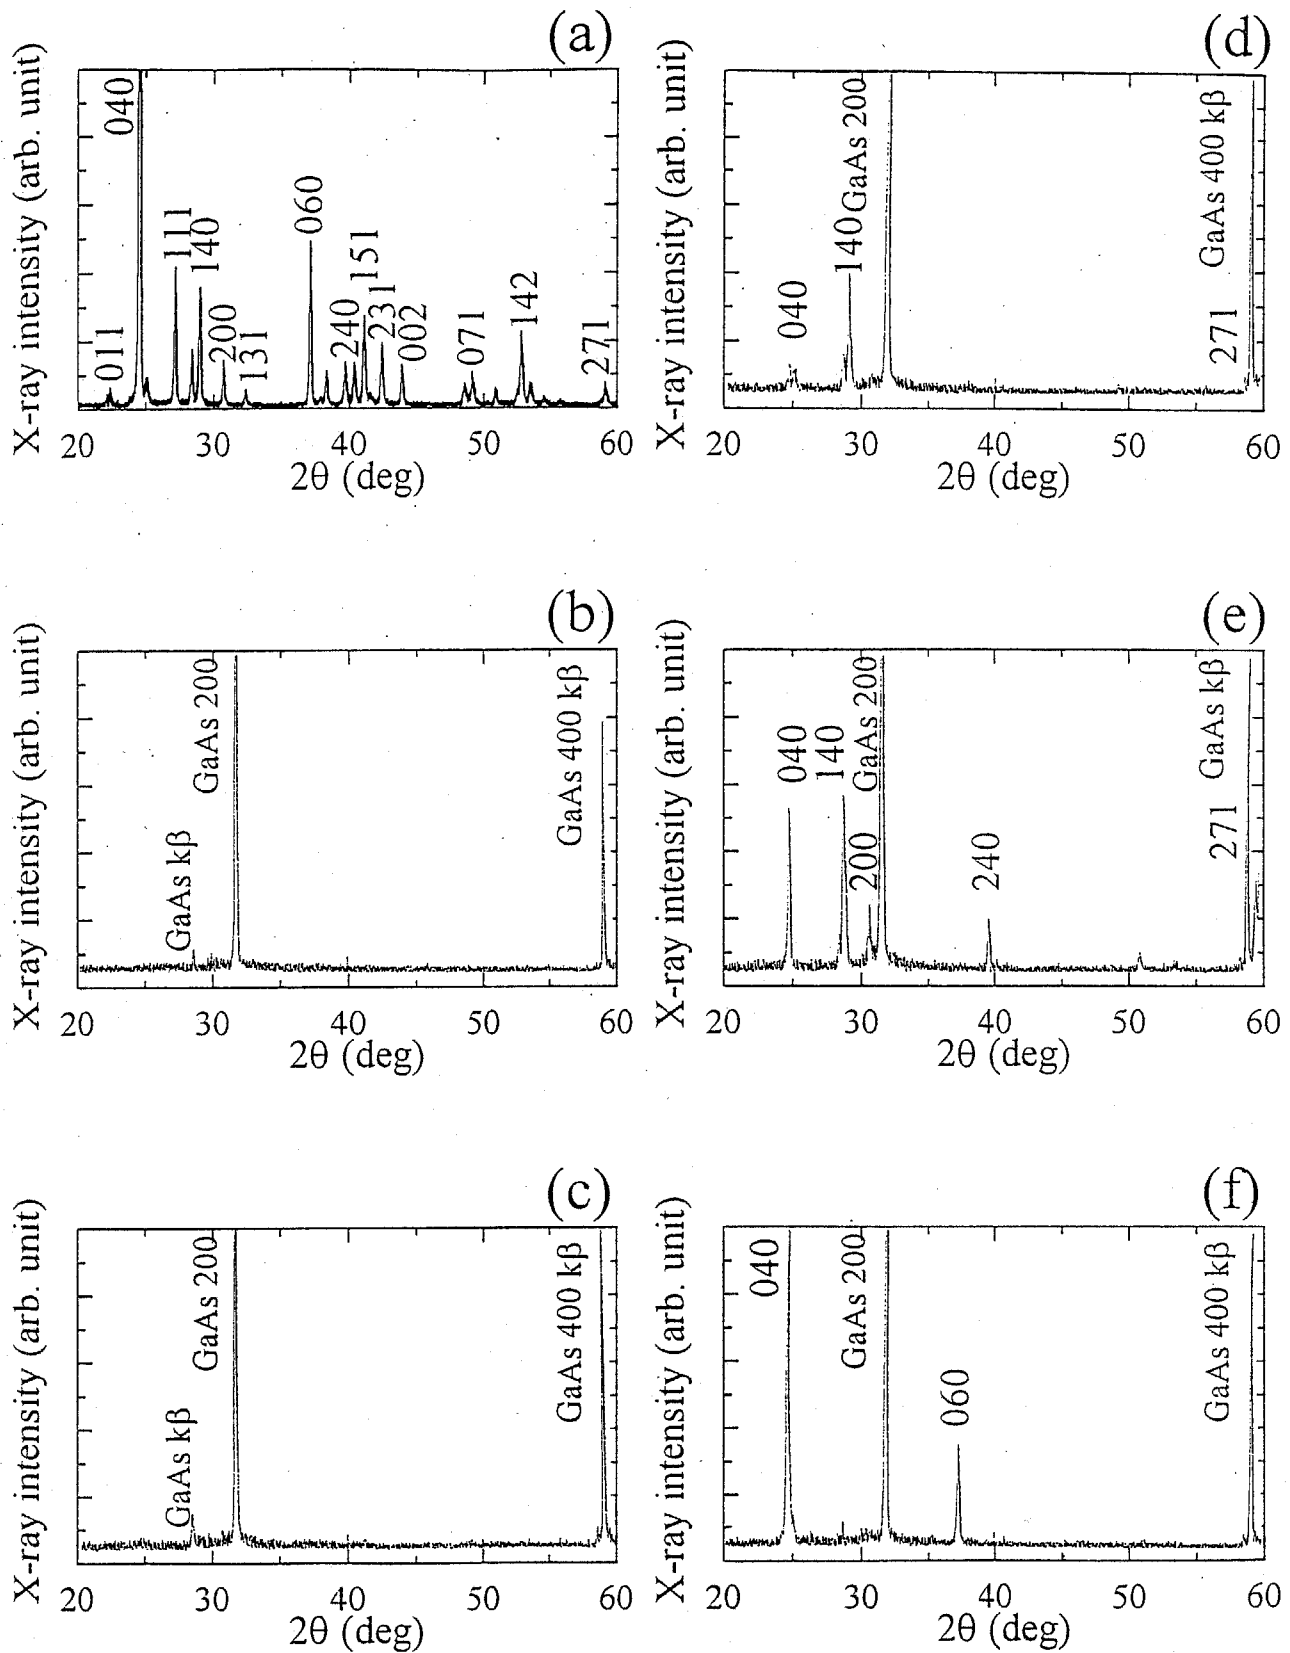 (a)
X-ray intensity (arb. unit)
040
011
111
140
200
131
060
240
151
231
002
071
142
271
20 30 40 50 60
2θ (deg)
(d)
X-ray intensity (arb. unit)
040
140
GaAs 200
271
GaAs 400 kβ
20 30 40 50 60
2θ (deg)
(b)
X-ray intensity (arb. unit)
GaAs kβ
GaAs 200
GaAs 400 kβ
20 30 40 50 60
2θ (deg)
(e)
X-ray intensity (arb. unit)
040
140
200
GaAs 200
240
271
GaAs kβ
20 30 40 50 60
2θ (deg)
(c)
X-ray intensity (arb. unit)
GaAs kβ
GaAs 200
GaAs 400 kβ
20 30 40 50 60
2θ (deg)
(f)
X-ray intensity (arb. unit)
040
GaAs 200
060
GaAs 400 kβ
20 30 40 50 60
2θ (deg)